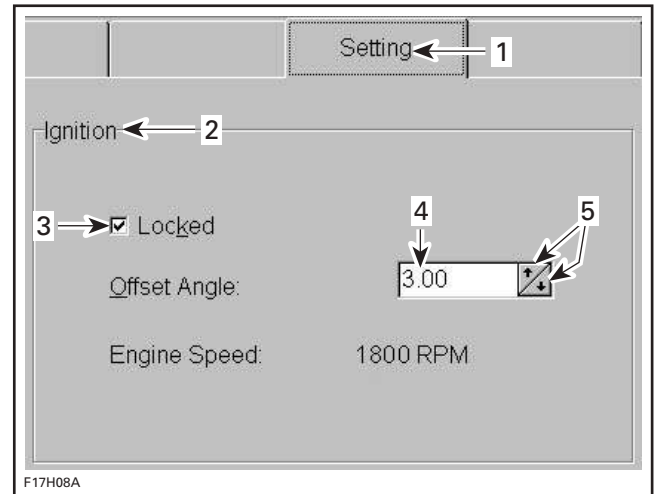 Setting 1
Ignition 2
4 5
3 Locked
Offset Angle: 3.00
Engine Speed: 1800 RPM
F17H08A